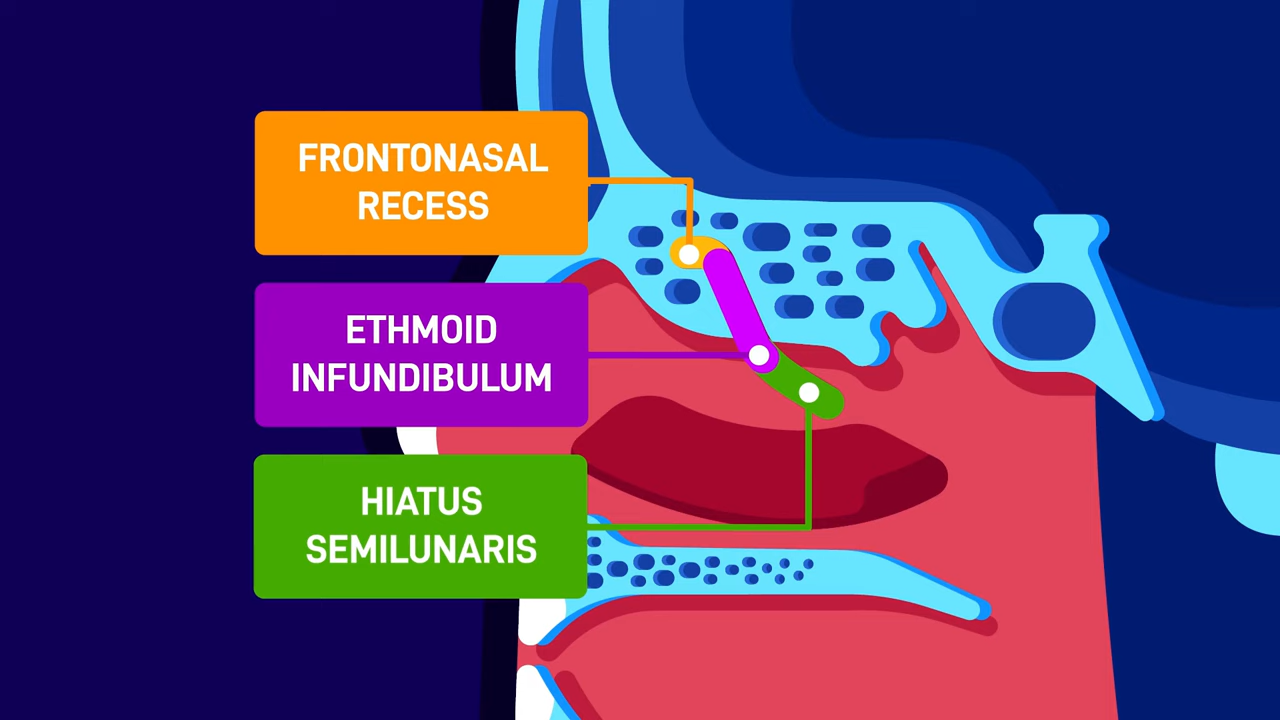 FRONTONASAL
RECESS
ETHMOID
INFUNDIBULUM
HIATUS
SEMILUNARIS